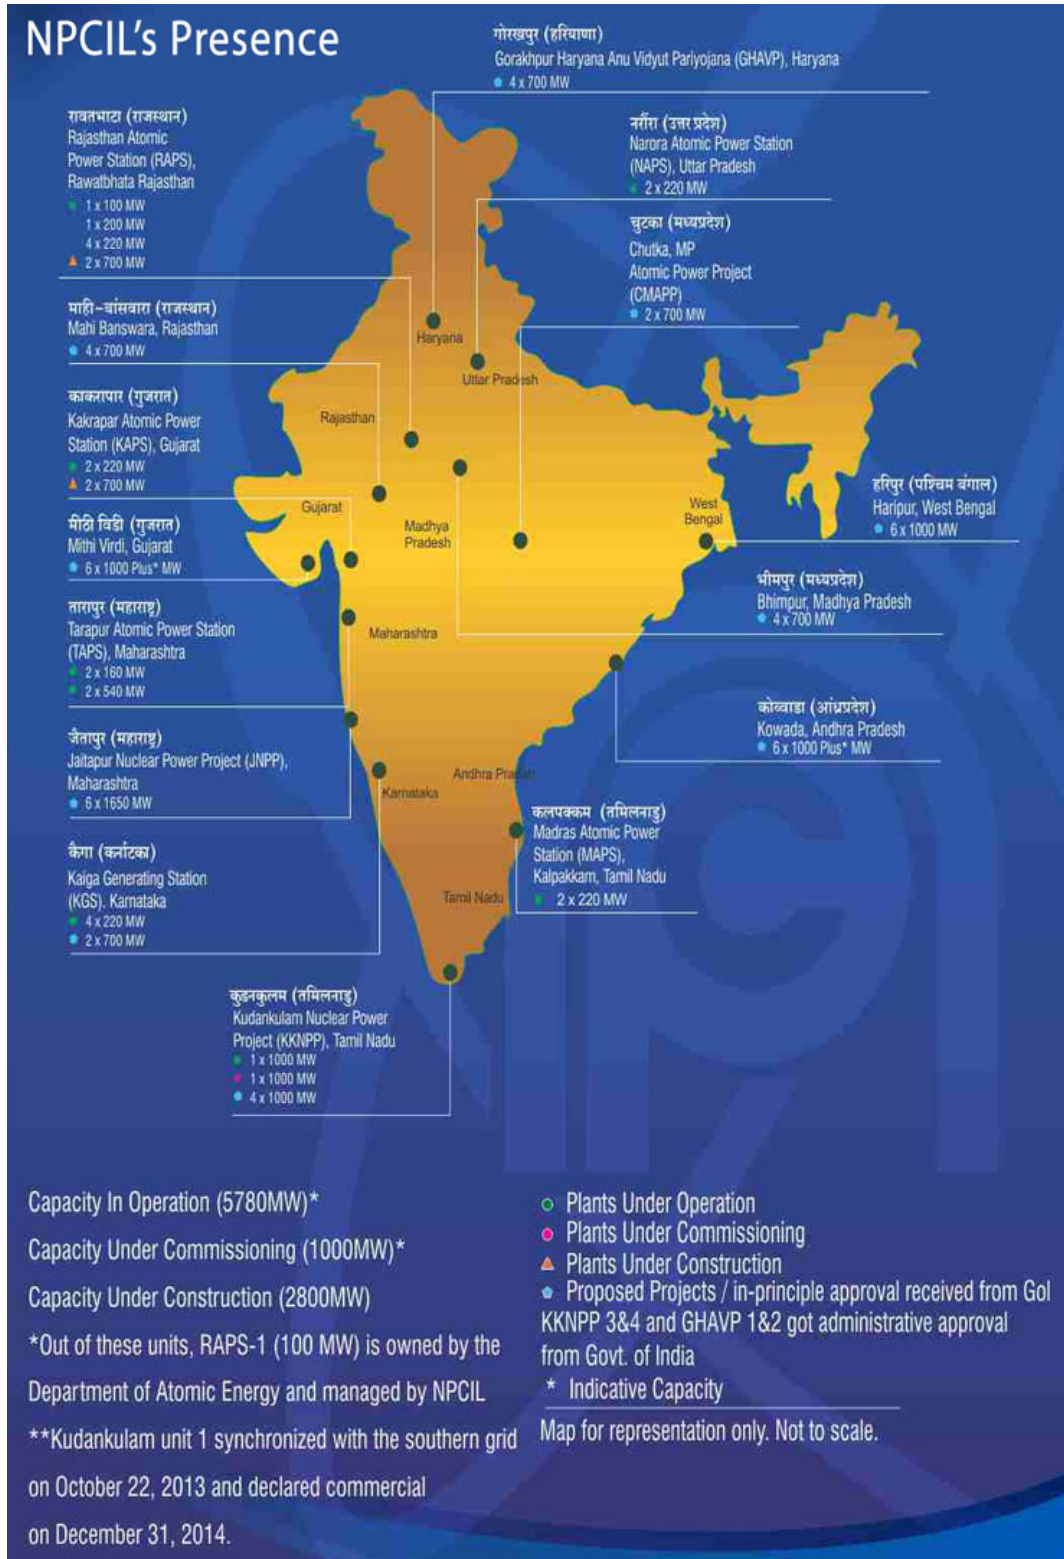 NPCIL's Presence
गोरखपुर (हरियाणा)
Gorakhpur Haryana Anu Vidyut Pariyojana (GHAVP), Haryana
4 x 700 MW
रावतभाटा (राजस्थान)
Rajasthan Atomic
Power Station (RAPS),
Rawatbhata Rajasthan
1 x 100 MW
1 x 200 MW
4 x 220 MW
2 x 700 MW
नरौरा (उत्तर प्रदेश)
Narora Atomic Power Station
(NAPS), Uttar Pradesh
2 x 220 MW
चुटका (मध्यप्रदेश)
Chutka, MP
Atomic Power Project
(CMAPP)
2 x 700 MW
माही-बांसवारा (राजस्थान)
Mahi Banswara, Rajasthan
4 x 700 MW
काकरापार (गुजरात)
Kakrapar Atomic Power
Station (KAPS), Gujarat
2 x 220 MW
2 x 700 MW
मीठी विडी (गुजरात)
Mithi Virdi, Gujarat
6 x 1000 Plus* MW
तारापुर (महाराष्ट्र)
Tarapur Atomic Power Station
(TAPS), Maharashtra
2 x 160 MW
2 x 540 MW
जैतापुर (महाराष्ट्र)
Jaitapur Nuclear Power Project (JNPP),
Maharashtra
6 x 1650 MW
कैगा (कर्नाटका)
Kaiga Generating Station
(KGS). Karnataka
4 x 220 MW
2 x 700 MW
कुडनकुलम (तमिलनाडु)
Kudankulam Nuclear Power
Project (KKNPP), Tamil Nadu
1 x 1000 MW
1 x 1000 MW
4 x 1000 MW
Haryana
Uttar Pradesh
Rajasthan
Gujarat
Madhya
Pradesh
West
Bengal
Maharashtra
Andhra Prad
Karnataka
Tamil Nadu
हरिपुर (पश्चिम बंगाल)
Haripur, West Bengal
6 x 1000 MW
भीमपुर (मध्यप्रदेश)
Bhimpur, Madhya Pradesh
4 x 700 MW
कोव्वाडा (आंध्रप्रदेश)
Kowada, Andhra Pradesh
6 x 1000 Plus* MW
कलपक्कम (तमिलनाडु)
Madras Atomic Power
Station (MAPS),
Kalpakkam, Tamil Nadu
2 x 220 MW
Capacity In Operation (5780MW)*
Capacity Under Commissioning (1000MW)*
Capacity Under Construction (2800MW)
*Out of these units, RAPS-1 (100 MW) is owned by the
Department of Atomic Energy and managed by NPCIL
**Kudankulam unit 1 synchronized with the southern grid
on October 22, 2013 and declared commercial
on December 31, 2014.
Plants Under Operation
Plants Under Commissioning
Plants Under Construction
Proposed Projects / in-principle approval received from GoI
KKNPP 3&4 and GHAVP 1&2 got administrative approval
from Govt. of India
* Indicative Capacity
Map for representation only. Not to scale.